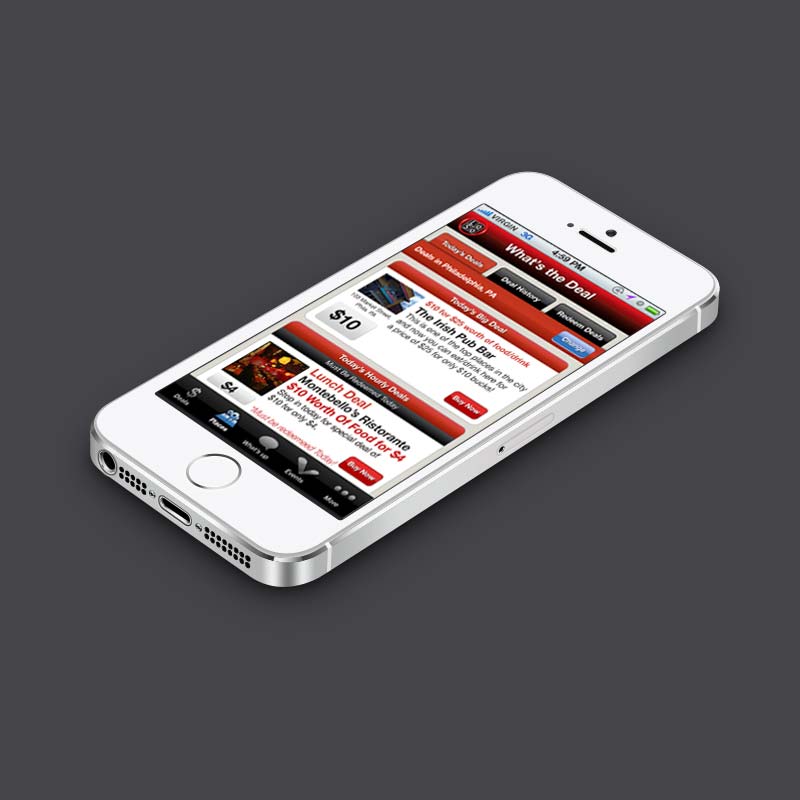 VIRGIN 3G 4:59 PM
What's the Deal
Today's Deals
Deal History
Redeem Deals
Deals in Philadelphia, PA
Change
Today's Big Deal
$10 for $25 worth of food/drink
The Irish Pub Bar
This is one of the top places in the city
and now you can eat/drink here for
a price of $25 for only $10 bucks!
$10
Buy Now
Today's Hourly Deals
Must Be Redeemed Today
Lunch Deal
Montebello's Ristorante
$10 Worth Of Food for $4
Stop in today for special deal of
$10 for only $4.
*Must be redeemed Today!
$4
Buy Now
Deals
Places
What's up
Events
More